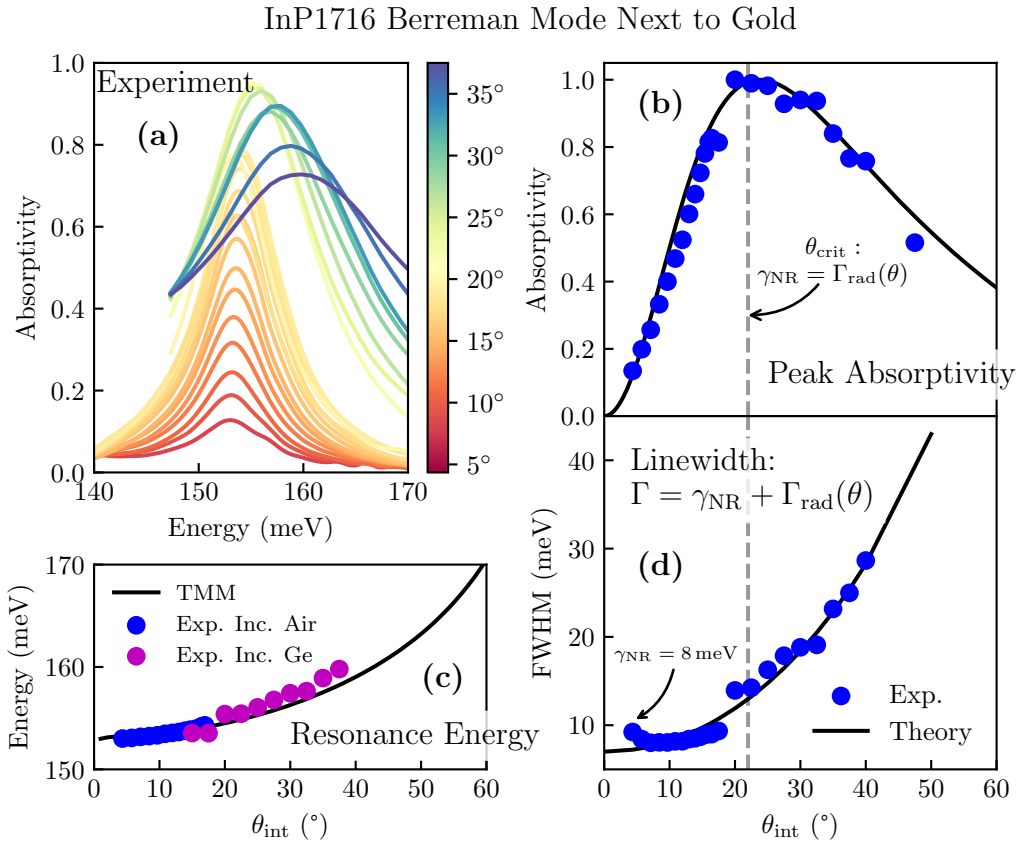 InP1716 Berreman Mode Next to Gold
Experiment
(a)
Absorptivity
1.0
0.8
0.6
0.4
0.2
0.0
140
150
160
170
Energy (meV)
35°
30°
25°
20°
15°
10°
5°
(b)
Absorptivity
1.0
0.8
0.6
0.4
0.2
0.0
θcrit :
γNR = Γrad(θ)
Peak Absorptivity
170
160
150
Energy (meV)
TMM
Exp. Inc. Air
Exp. Inc. Ge
(c)
Resonance Energy
0
10
20
30
40
50
60
θint (°)
Linewidth:
Γ = γNR + Γrad(θ)
(d)
FWHM (meV)
40
30
20
10
γNR = 8 meV
Exp.
Theory
0
10
20
30
40
50
60
θint (°)